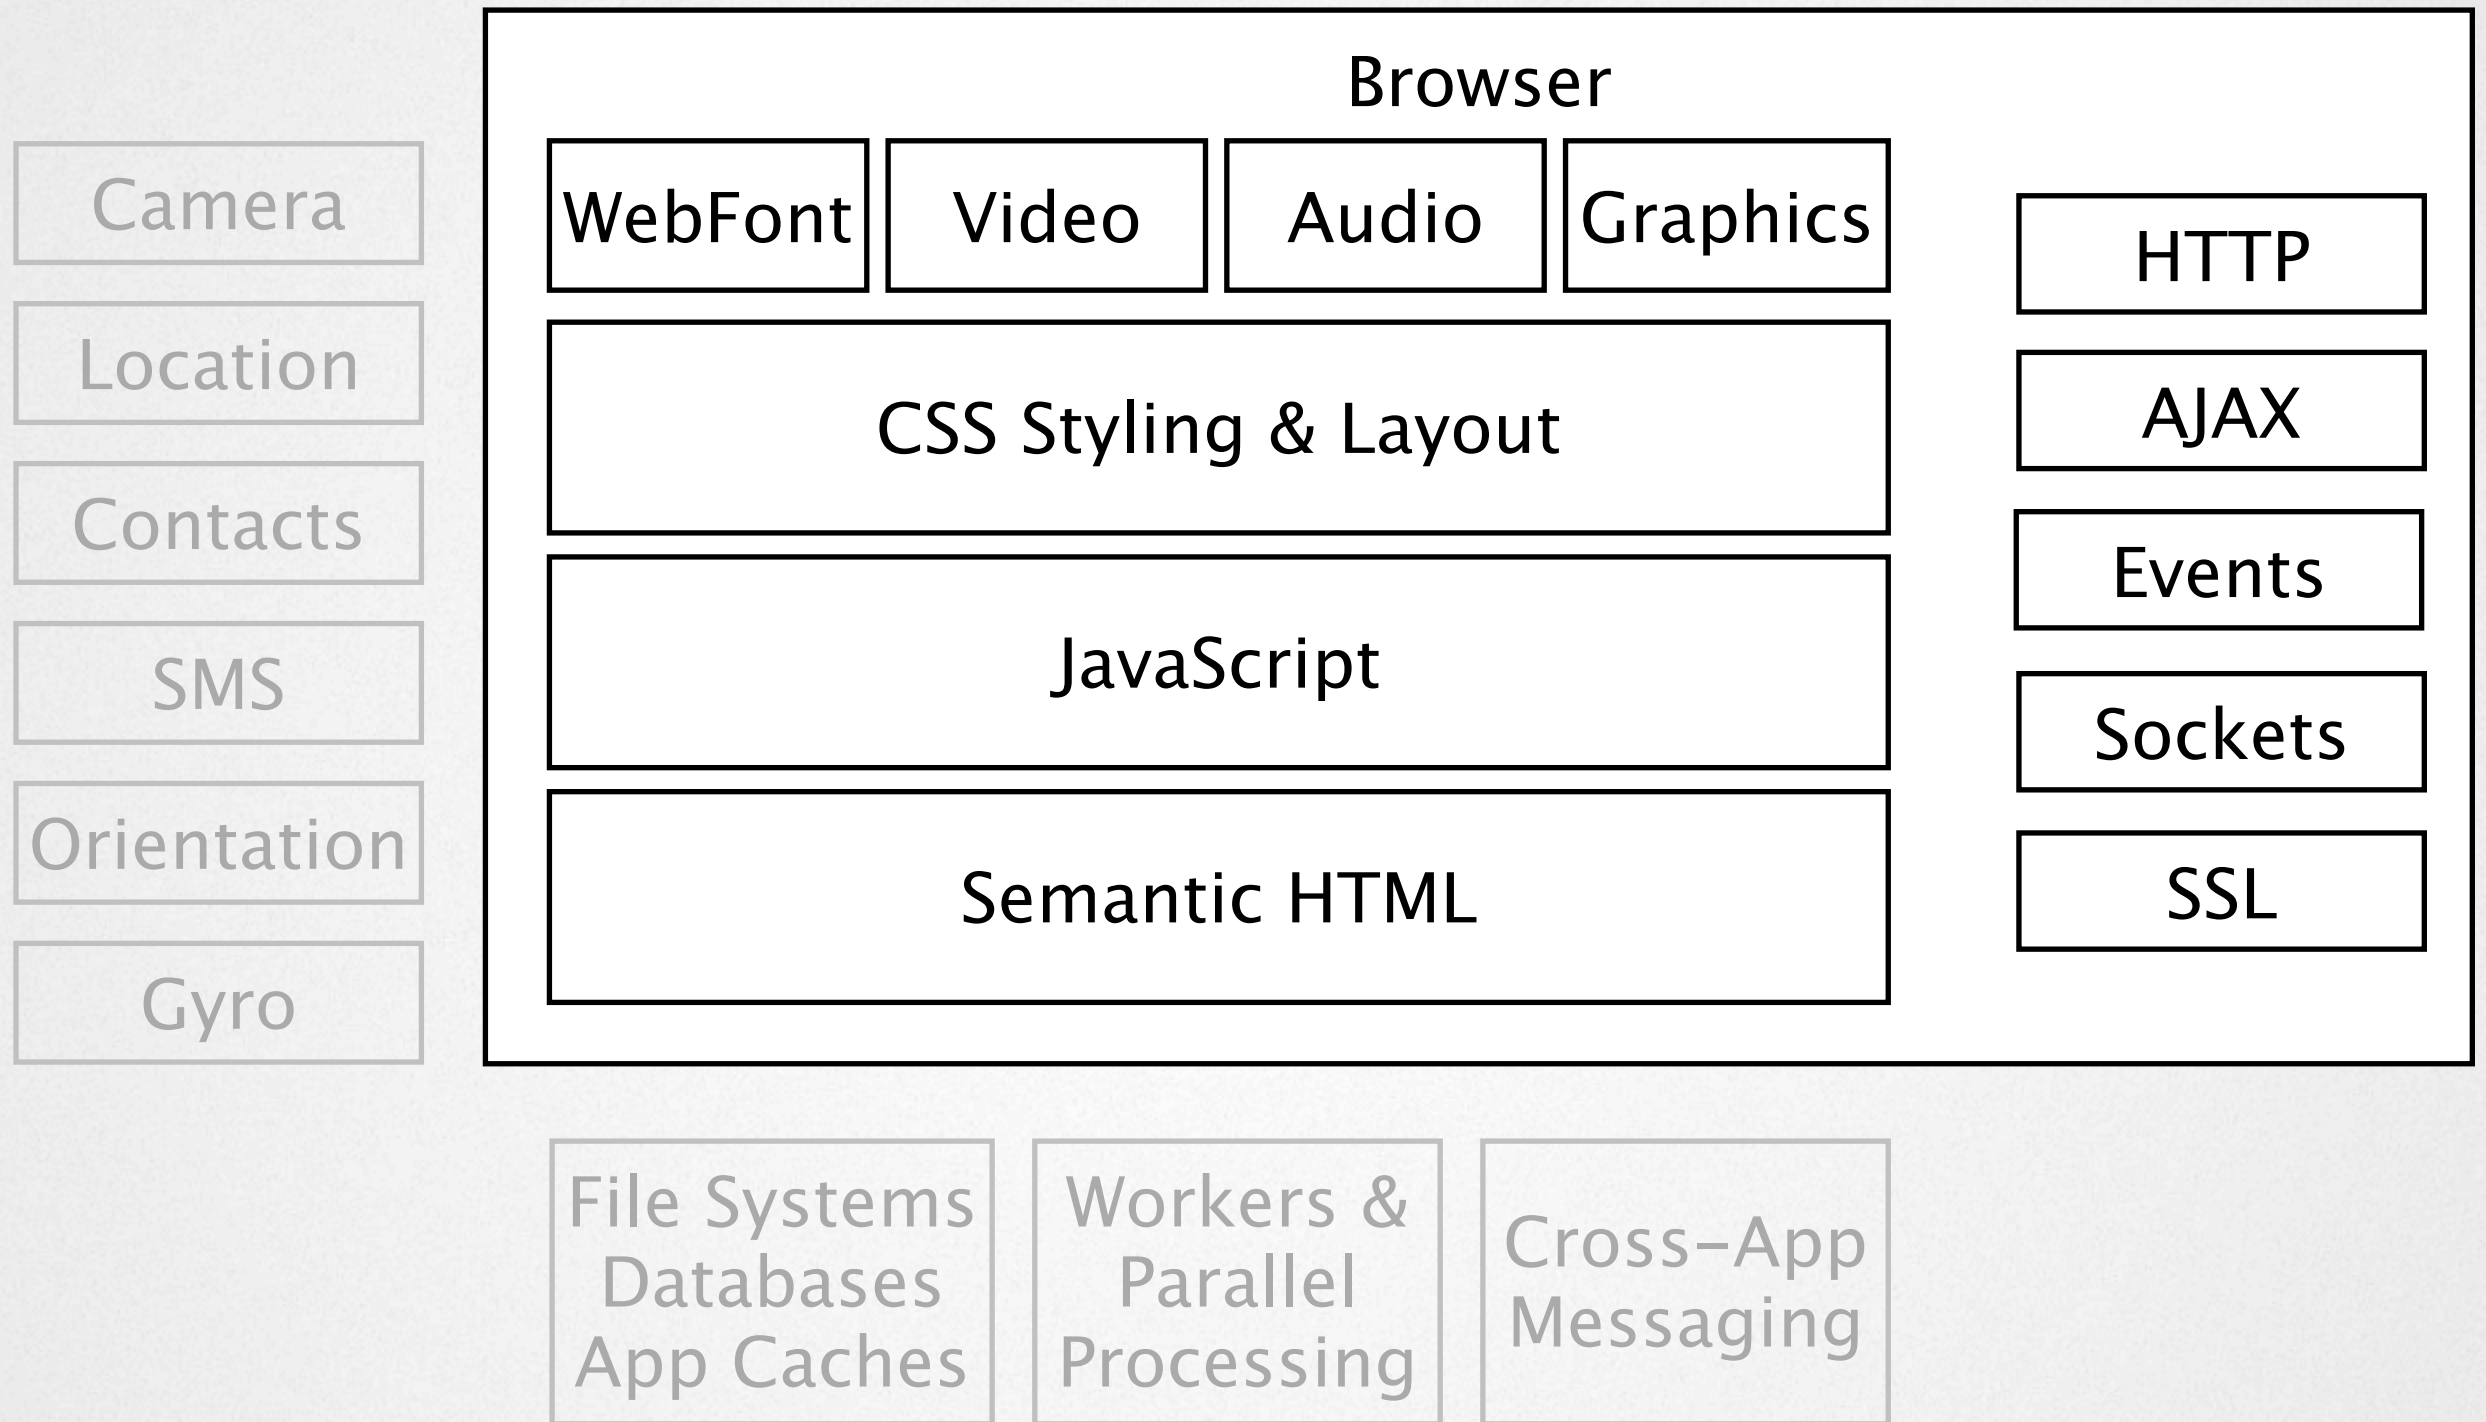 Browser
Camera
Location
Contacts
SMS
Orientation
Gyro
WebFont
Video
Audio
Graphics
CSS Styling & Layout
JavaScript
Semantic HTML
HTTP
AJAX
Events
Sockets
SSL
File Systems
Databases
App Caches
Workers &
Parallel
Processing
Cross-App
Messaging